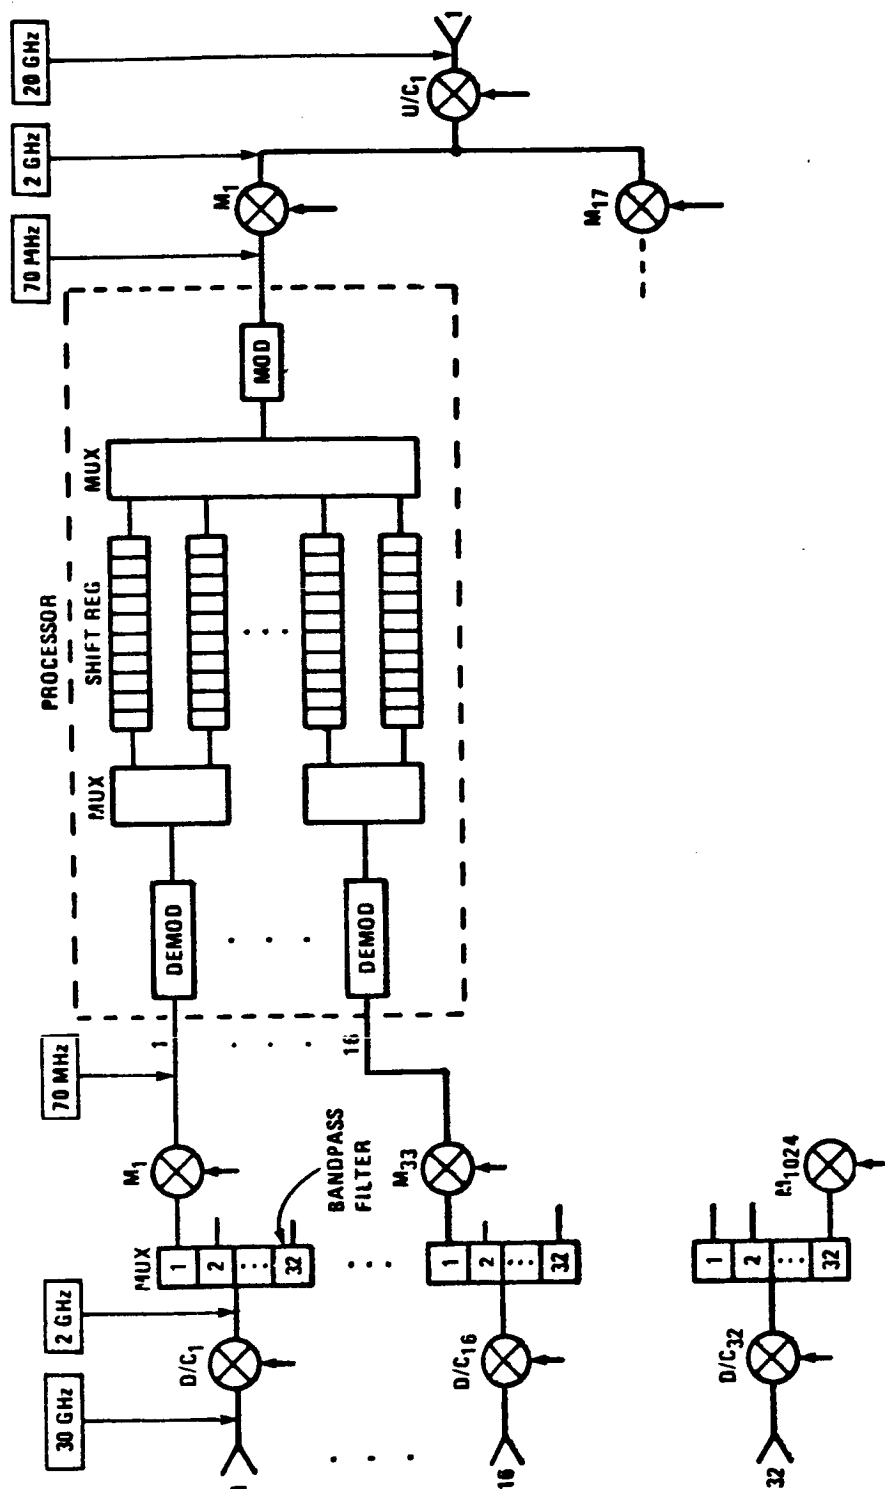 30 GHz
2 GHz
70 MHz
PROCESSOR
70 MHz
2 GHz
20 GHz
D/C1
MUX
1
2
...
32
M1
1
DEMOD
MUX
SHIFT REG
MUX
MOD
M1
U/C1
1
BANDPASS
FILTER
16
DEMOD
16
D/C16
1
2
...
32
M33
M17
32
D/C32
1
2
...
32
M1024